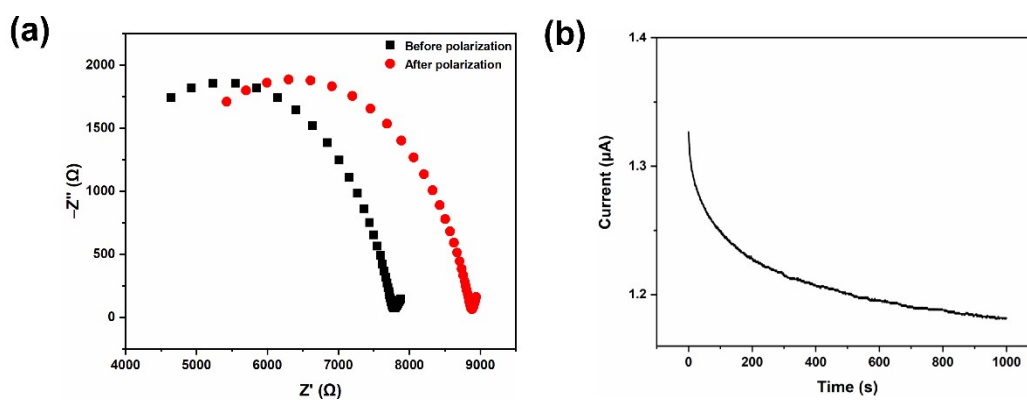 (a)
Before polarization
After polarization
2000
1500
1000
500
0
4000 5000 6000 7000 8000 9000
−Z'' (Ω)
Z' (Ω)
(b)
1.4
1.3
1.2
0 200 400 600 800 1000
Current (μA)
Time (s)